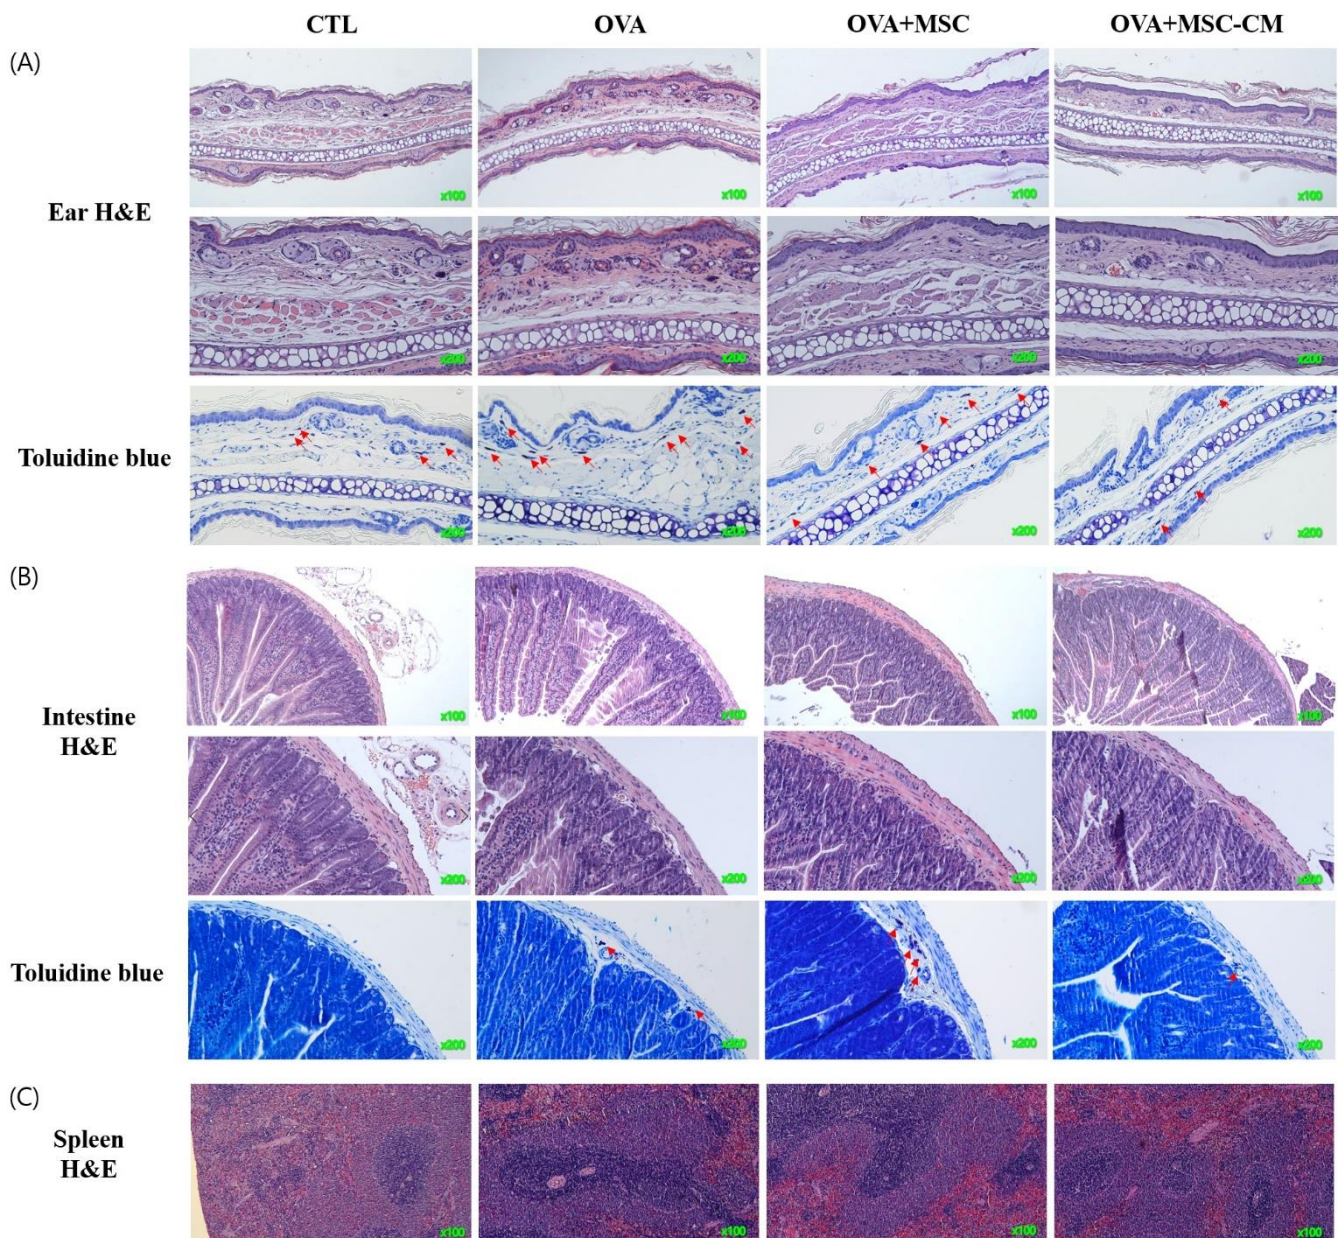 CTL OVA OVA+MSC OVA+MSC-CM
(A)
x100 x100 x100 x100
Ear H&E
x200 x200 x200 x200
Toluidine blue
x200 x200 x200 x200
(B)
x100 x100 x100 x100
Intestine
H&E
x200 x200 x200 x200
Toluidine blue
x200 x200 x200 x200
(C)
Spleen
H&E
x100 x100 x100 x100